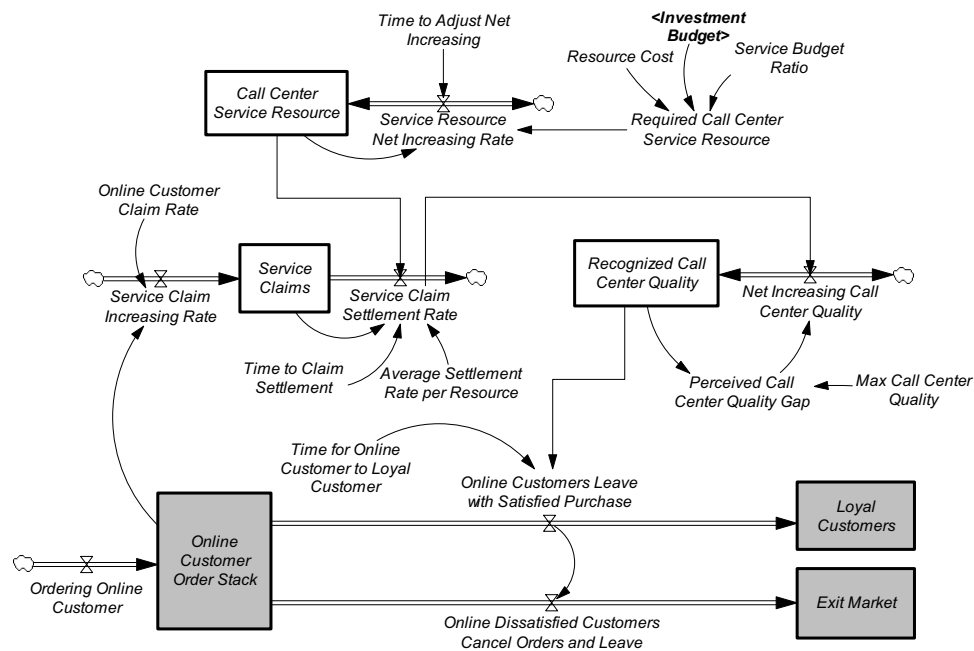 Time to Adjust Net
Increasing
<Investment
Budget>
Resource Cost
Service Budget
Ratio
Call Center
Service Resource
Service Resource
Net Increasing Rate
Required Call Center
Service Resource
Online Customer
Claim Rate
Service
Claims
Recognized Call
Center Quality
Service Claim
Increasing Rate
Service Claim
Settlement Rate
Net Increasing Call
Center Quality
Time to Claim
Settlement
Average Settlement
Rate per Resource
Perceived Call
Center Quality Gap
Max Call Center
Quality
Time for Online
Customer to Loyal
Customer
Online Customers Leave
with Satisfied Purchase
Online
Customer
Order Stack
Loyal
Customers
Ordering Online
Customer
Exit Market
Online Dissatisfied Customers
Cancel Orders and Leave